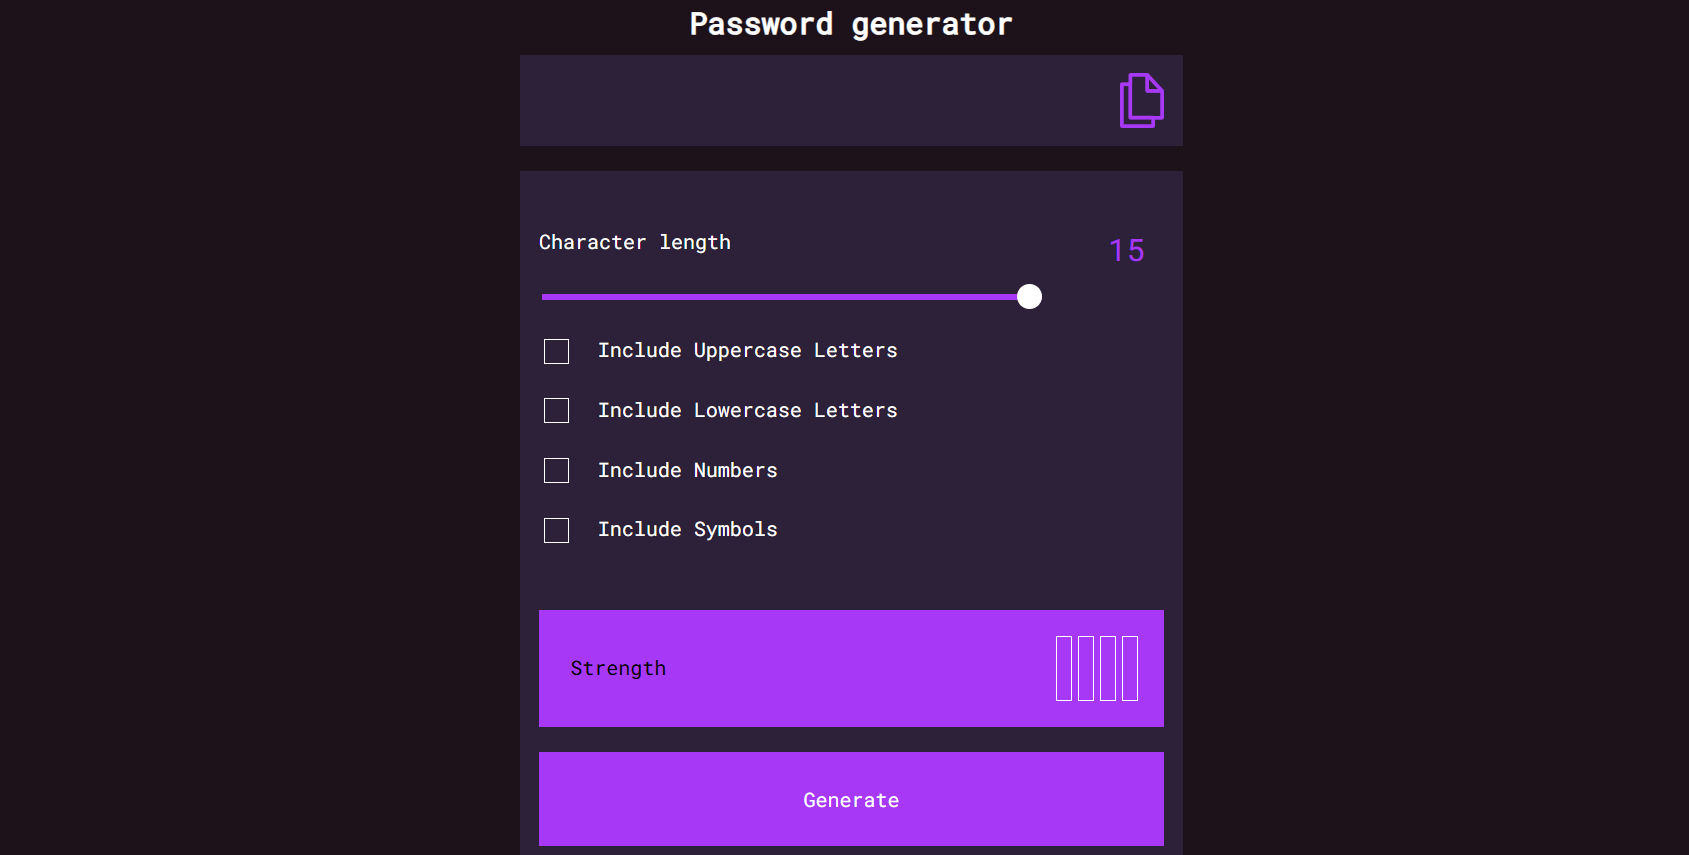 Password generator
Character length
15
Include Uppercase Letters
Include Lowercase Letters
Include Numbers
Include Symbols
Strength
Generate